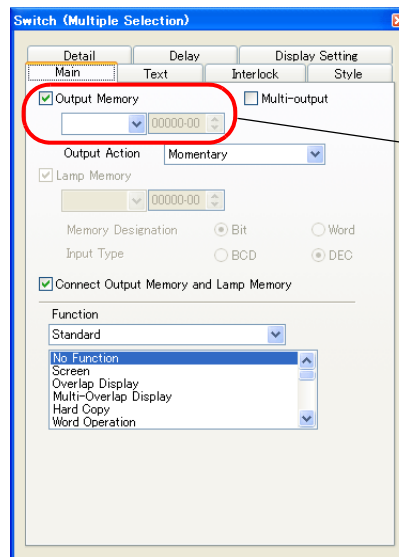 Switch (Multiple Selection)
Detail Delay Display Setting
Main Text Interlock Style
Output Memory Multi-output
00000-00
Output Action Momentary
Lamp Memory
00000-00
Memory Designation Bit Word
Input Type BCD DEC
Connect Output Memory and Lamp Memory
Function
Standard
No Function
Screen
Overlap Display
Multi-Overlap Display
Hard Copy
Word Operation